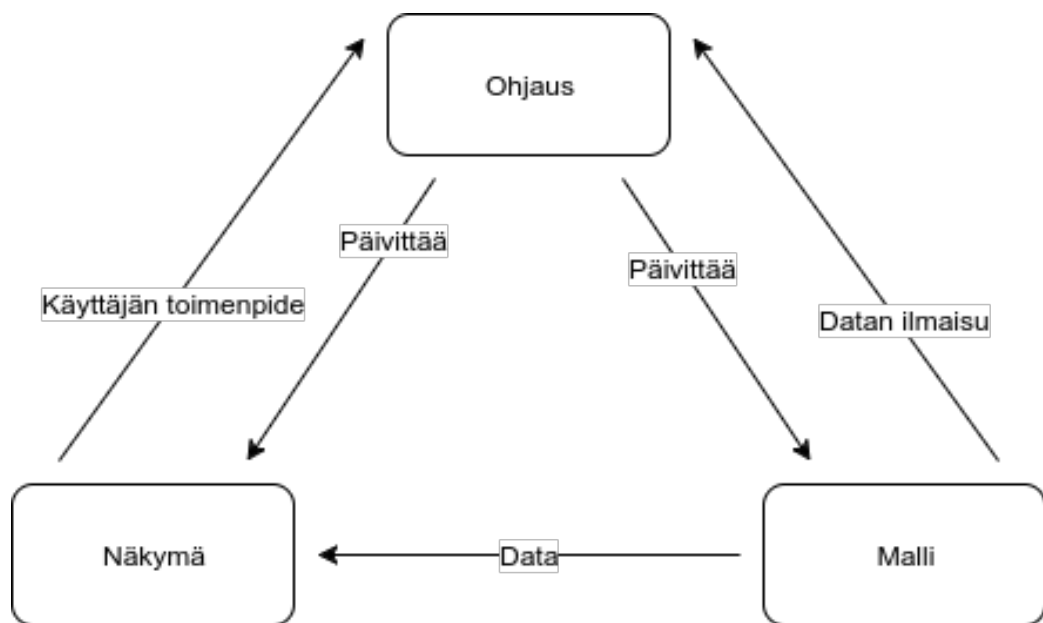 Ohjaus
Päivittää
Päivittää
Käyttäjän toimenpide
Datan ilmaisu
Näkymä
Data
Malli